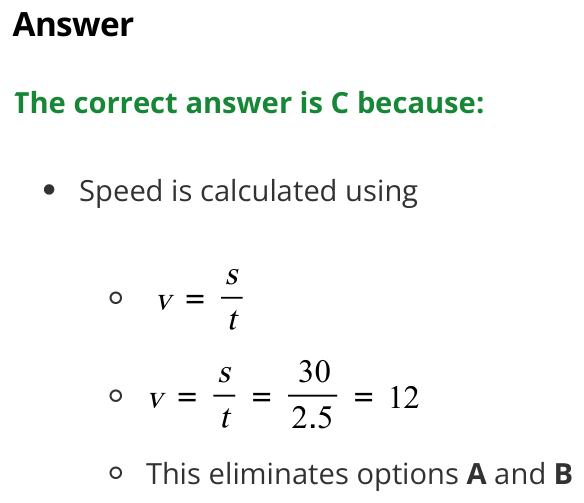 Answer
The correct answer is C because:
• Speed is calculated using
○ v = s/t
○ v = s/t = 30/2.5 = 12
○ This eliminates options A and B